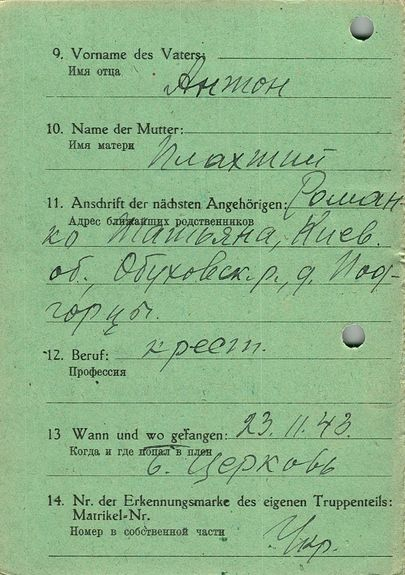 9. Vorname des Vaters:
Имя отца
Антон
10. Name der Mutter:
Имя матери
Плахтий
11. Anschrift der nächsten Angehörigen: Роман-
Адрес ближайших родственников
ко Татьяна, Киев.
об., Обуховск. р., д. Под-
горцы.
12. Beruf: крест.
Профессия
13 Wann und wo gefangen: 23.11.43.
Когда и где попал в плен
Б. Церковь
14. Nr. der Erkennungsmarke des eigenen Truppenteils:
Matrikel-Nr.
Номер в собственной части
Укр.